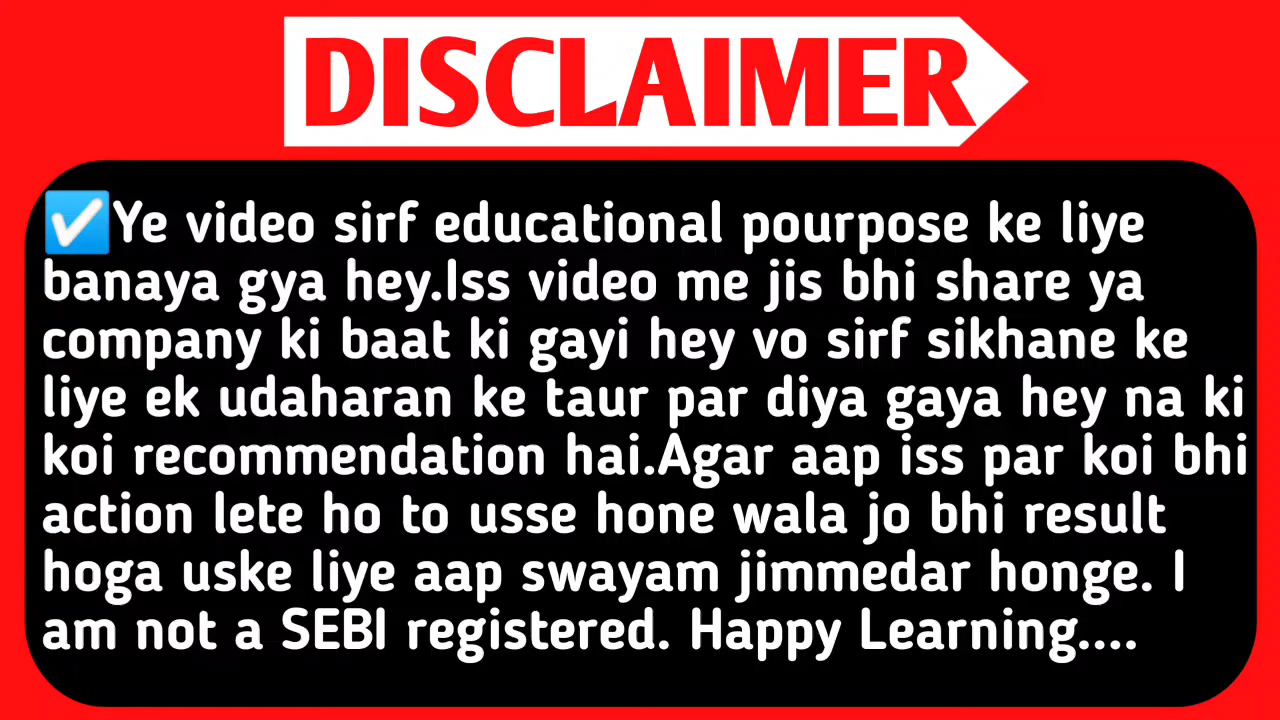 DISCLAIMER
☑Ye video sirf educational pourpose ke liye
banaya gya hey.Iss video me jis bhi share ya
company ki baat ki gayi hey vo sirf sikhane ke
liye ek udaharan ke taur par diya gaya hey na ki
koi recommendation hai.Agar aap iss par koi bhi
action lete ho to usse hone wala jo bhi result
hoga uske liye aap swayam jimmedar honge. I
am not a SEBI registered. Happy Learning....